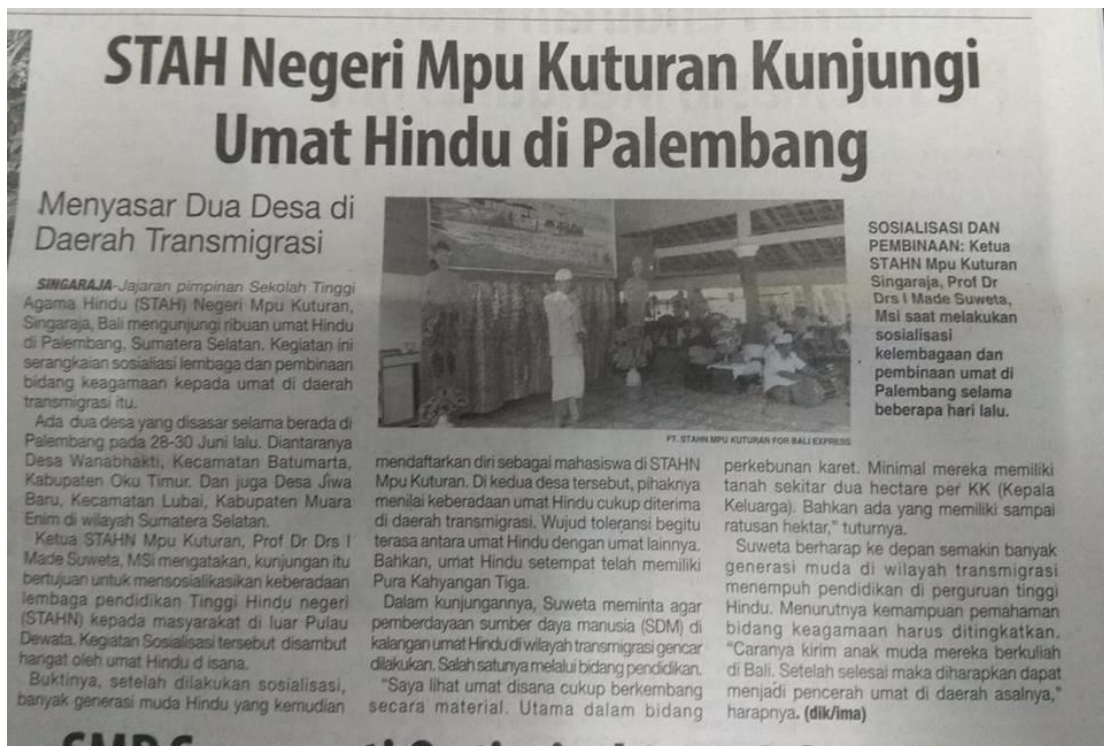 STAH Negeri Mpu Kuturan Kunjungi
Umat Hindu di Palembang
Menyasar Dua Desa di
Daerah Transmigrasi
SINGARAJA-Jajaran pimpinan Sekolah Tinggi
Agama Hindu (STAH) Negeri Mpu Kuturan,
Singaraja, Bali mengunjungi ribuan umat Hindu
di Palembang, Sumatera Selatan. Kegiatan ini
serangkaian sosialiasi lembaga dan pembinaan
bidang keagamaan kepada umat di daerah
transmigrasi itu.
Ada dua desa yang disasar selama berada di
Palembang pada 28-30 Juni lalu. Diantaranya
Desa Wanabhakti, Kecamatan Batumarta,
Kabupaten Oku Timur. Dan juga Desa Jiwa
Baru, Kecamatan Lubai, Kabupaten Muara
Enim di wilayah Sumatera Selatan.
Ketua STAHN Mpu Kuturan, Prof Dr Drs I
Made Suweta, MSi mengatakan, kunjungan itu
bertujuan untuk mensosialikasikan keberadaan
lembaga pendidikan Tinggi Hindu negeri
(STAHN) kepada masyarakat di luar Pulau
Dewata. Kegiatan Sosialisasi tersebut disambut
hangat oleh umat Hindu d isana.
Buktinya, setelah dilakukan sosialisasi,
banyak generasi muda Hindu yang kemudian
SOSIALISASI DAN
PEMBINAAN: Ketua
STAHN Mpu Kuturan
Singaraja, Prof Dr
Drs I Made Suweta,
Msi saat melakukan
sosialisasi
kelembagaan dan
pembinaan umat di
Palembang selama
beberapa hari lalu.
FT. STAHN MPU KUTURAN FOR BALI EXPRESS
mendaftarkan diri sebagai mahasiswa di STAHN
Mpu Kuturan. Di kedua desa tersebut, pihaknya
menilai keberadaan umat Hindu cukup diterima
di daerah transmigrasi. Wujud toleransi begitu
terasa antara umat Hindu dengan umat lainnya.
Bahkan, umat Hindu setempat telah memiliki
Pura Kahyangan Tiga.
Dalam kunjungannya, Suweta meminta agar
pemberdayaan sumber daya manusia (SDM) di
kalangan umat Hindu di wilayah transmigrasi gencar
dilakukan. Salah satunya melalui bidang pendidikan.
"Saya lihat umat disana cukup berkembang
secara material. Utama dalam bidang
perkebunan karet. Minimal mereka memiliki
tanah sekitar dua hectare per KK (Kepala
Keluarga). Bahkan ada yang memiliki sampai
ratusan hektar," tuturnya.
Suweta berharap ke depan semakin banyak
generasi muda di wilayah transmigrasi
menempuh pendidikan di perguruan tinggi
Hindu. Menurutnya kemampuan pemahaman
bidang keagamaan harus ditingkatkan.
"Caranya kirim anak muda mereka berkuliah
di Bali. Setelah selesai maka diharapkan dapat
menjadi pencerah umat di daerah asalnya,"
harapnya. (dik/ima)